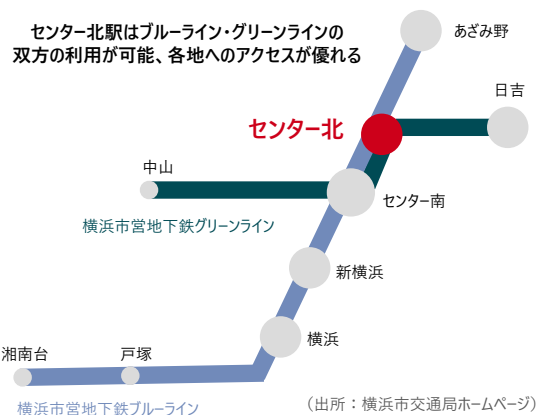 センター北駅はブルーライン・グリーンラインの
双方の利用が可能、各地へのアクセスが優れる
あざみ野
日吉
センター北
中山
センター南
横浜市営地下鉄グリーンライン
新横浜
横浜
湘南台
戸塚
横浜市営地下鉄ブルーライン
（出所：横浜市交通局ホームページ）